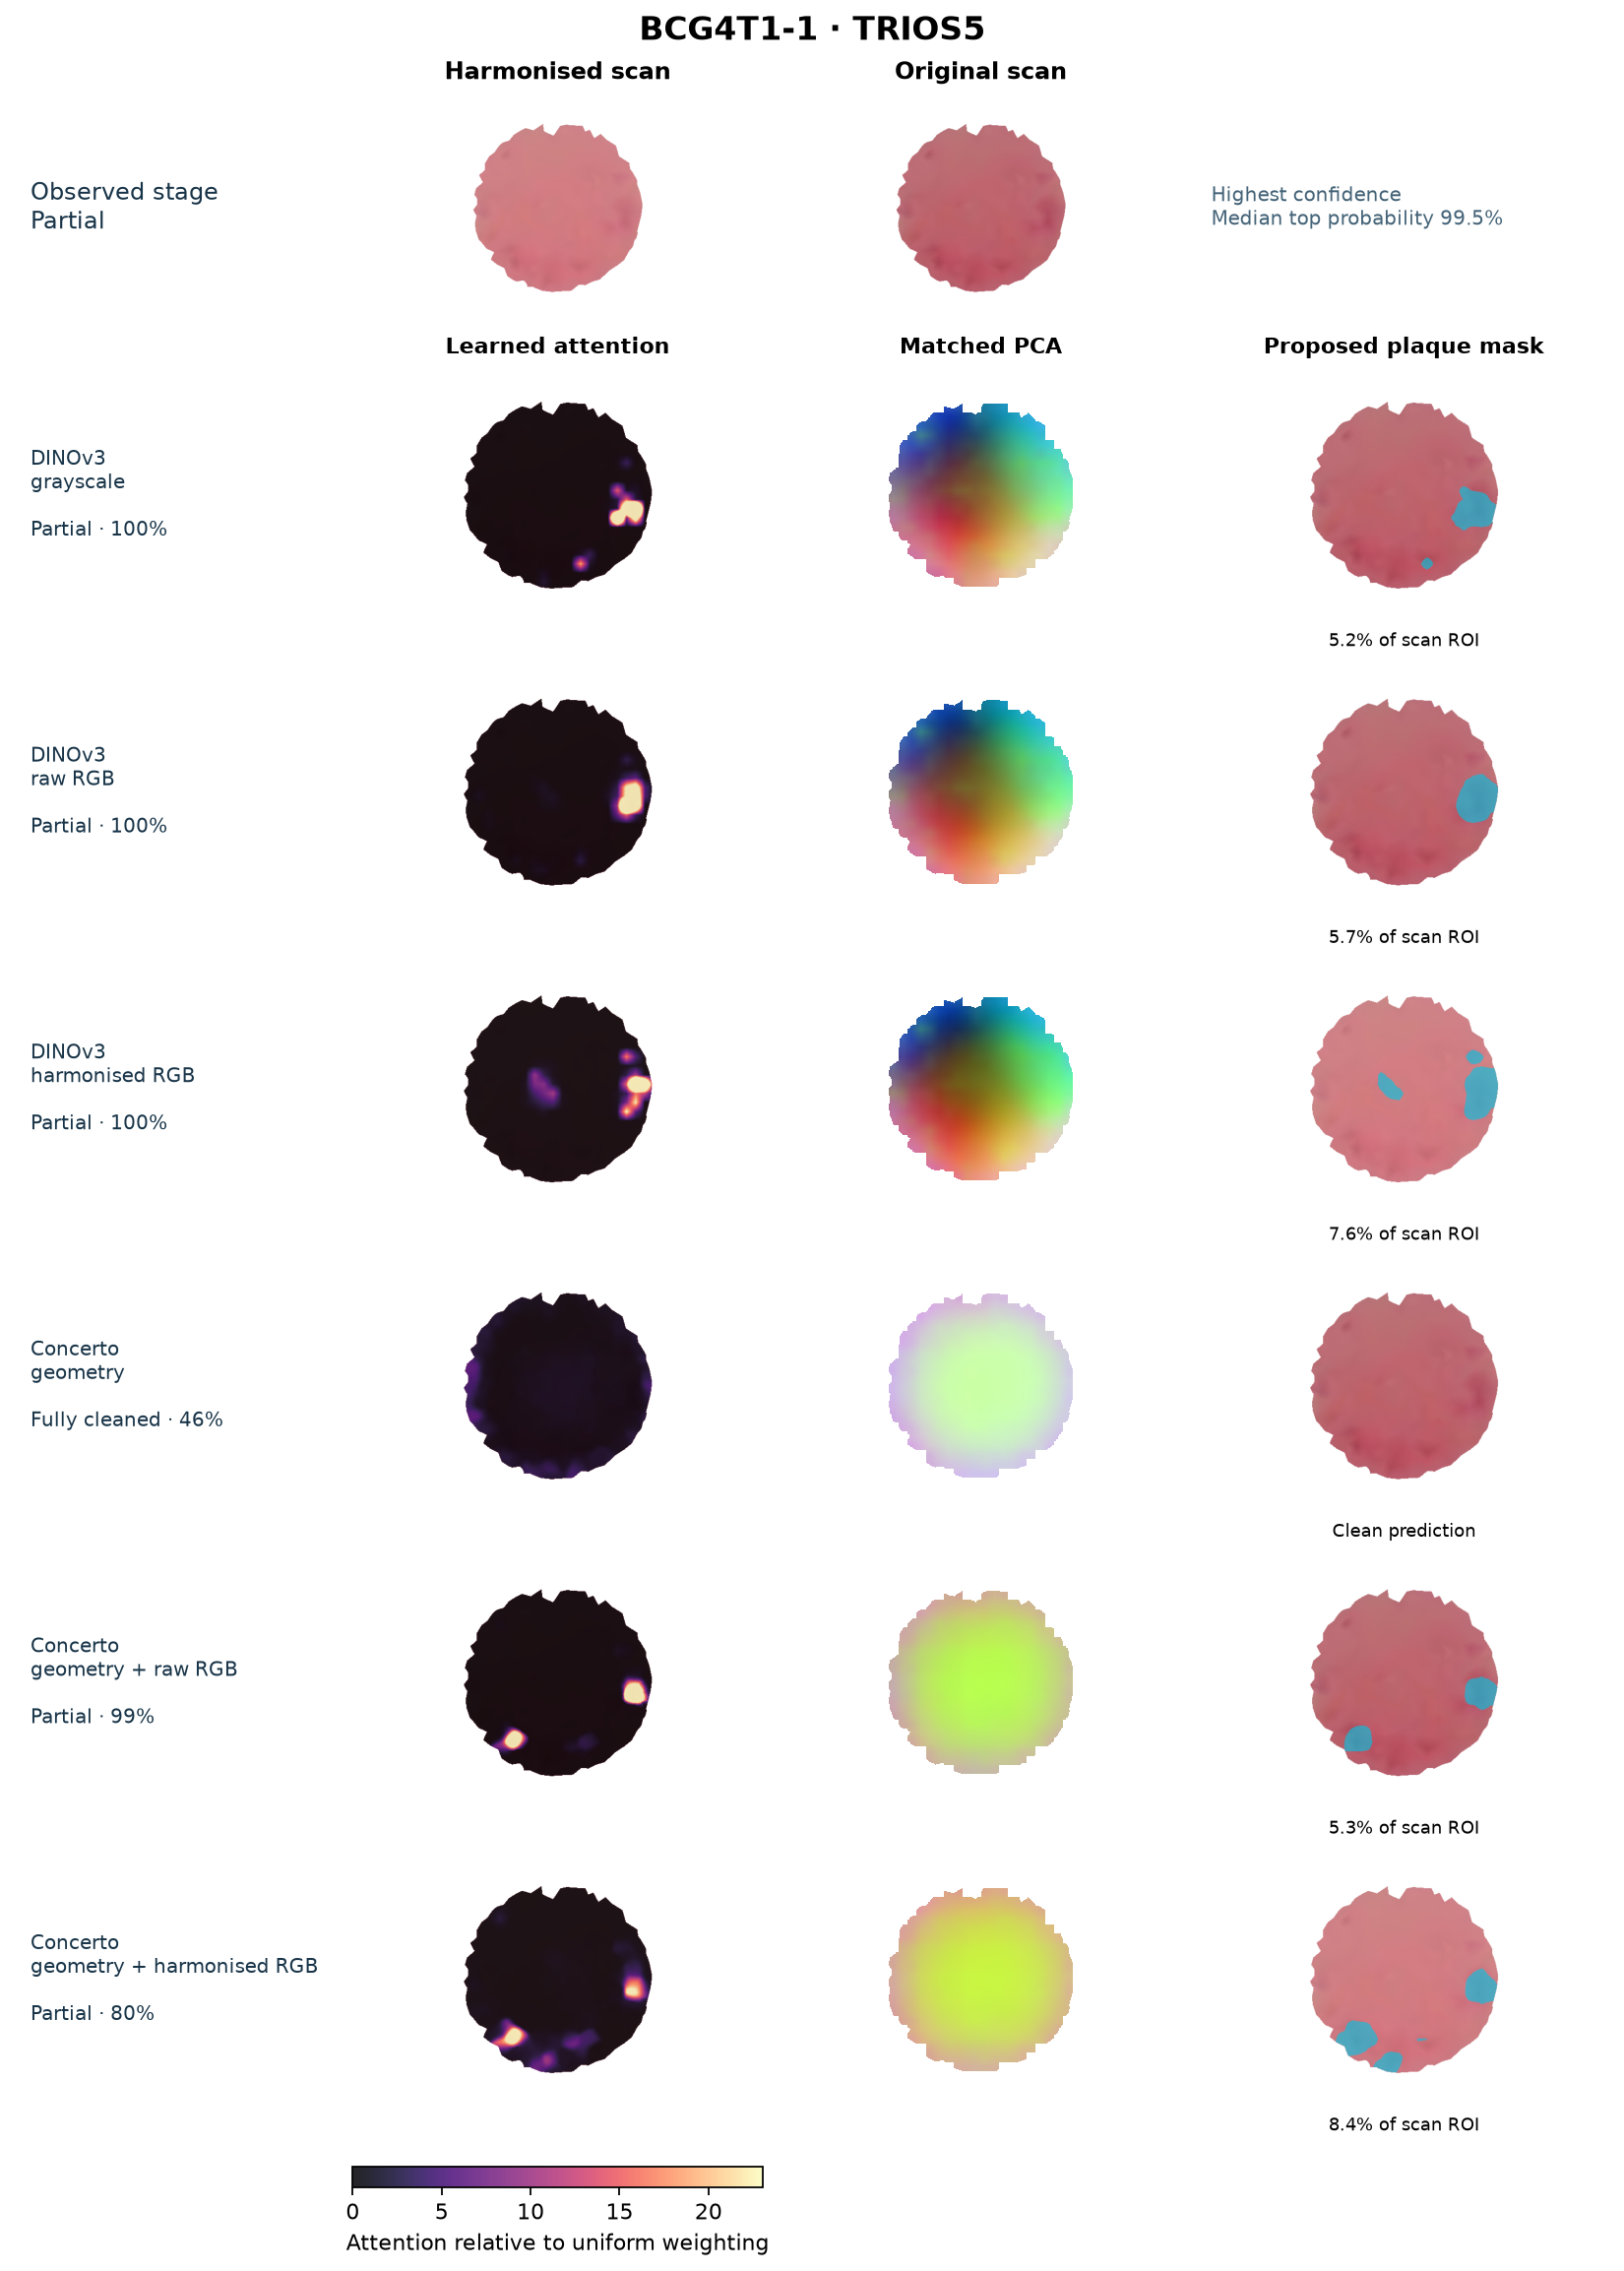 BCG4T1-1 · TRIOS5
Harmonised scan
Original scan
Observed stage
Partial
Highest confidence
Median top probability 99.5%
Learned attention
Matched PCA
Proposed plaque mask
DINOv3
grayscale
Partial · 100%
5.2% of scan ROI
DINOv3
raw RGB
Partial · 100%
5.7% of scan ROI
DINOv3
harmonised RGB
Partial · 100%
7.6% of scan ROI
Concerto
geometry
Fully cleaned · 46%
Clean prediction
Concerto
geometry + raw RGB
Partial · 99%
5.3% of scan ROI
Concerto
geometry + harmonised RGB
Partial · 80%
8.4% of scan ROI
0 5 10 15 20
Attention relative to uniform weighting